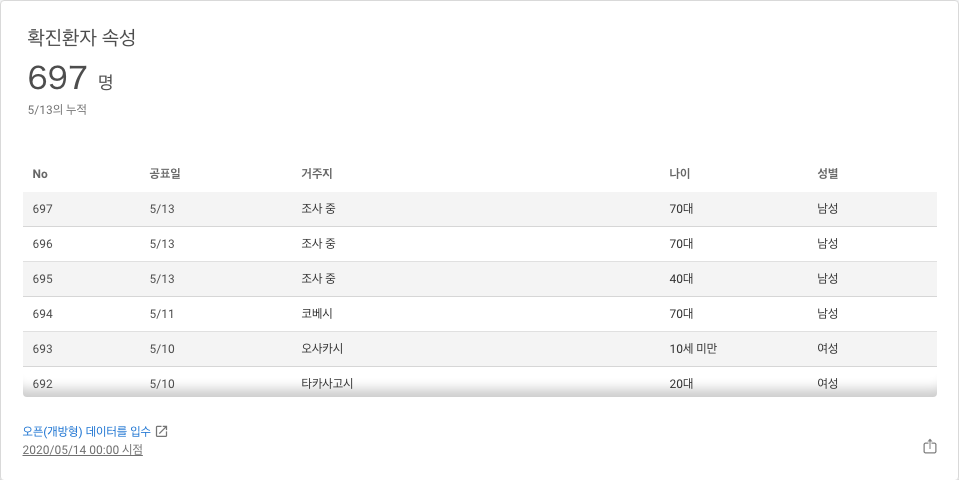 확진환자 속성
697 명
5/13의 누적
No 공표일 거주지 나이 성별
697 5/13 조사 중 70대 남성
696 5/13 조사 중 70대 남성
695 5/13 조사 중 40대 남성
694 5/11 코베시 70대 남성
693 5/10 오사카시 10세 미만 여성
692 5/10 타카사고시 20대 여성
오픈(개방형) 데이터를 입수
2020/05/14 00:00 시점